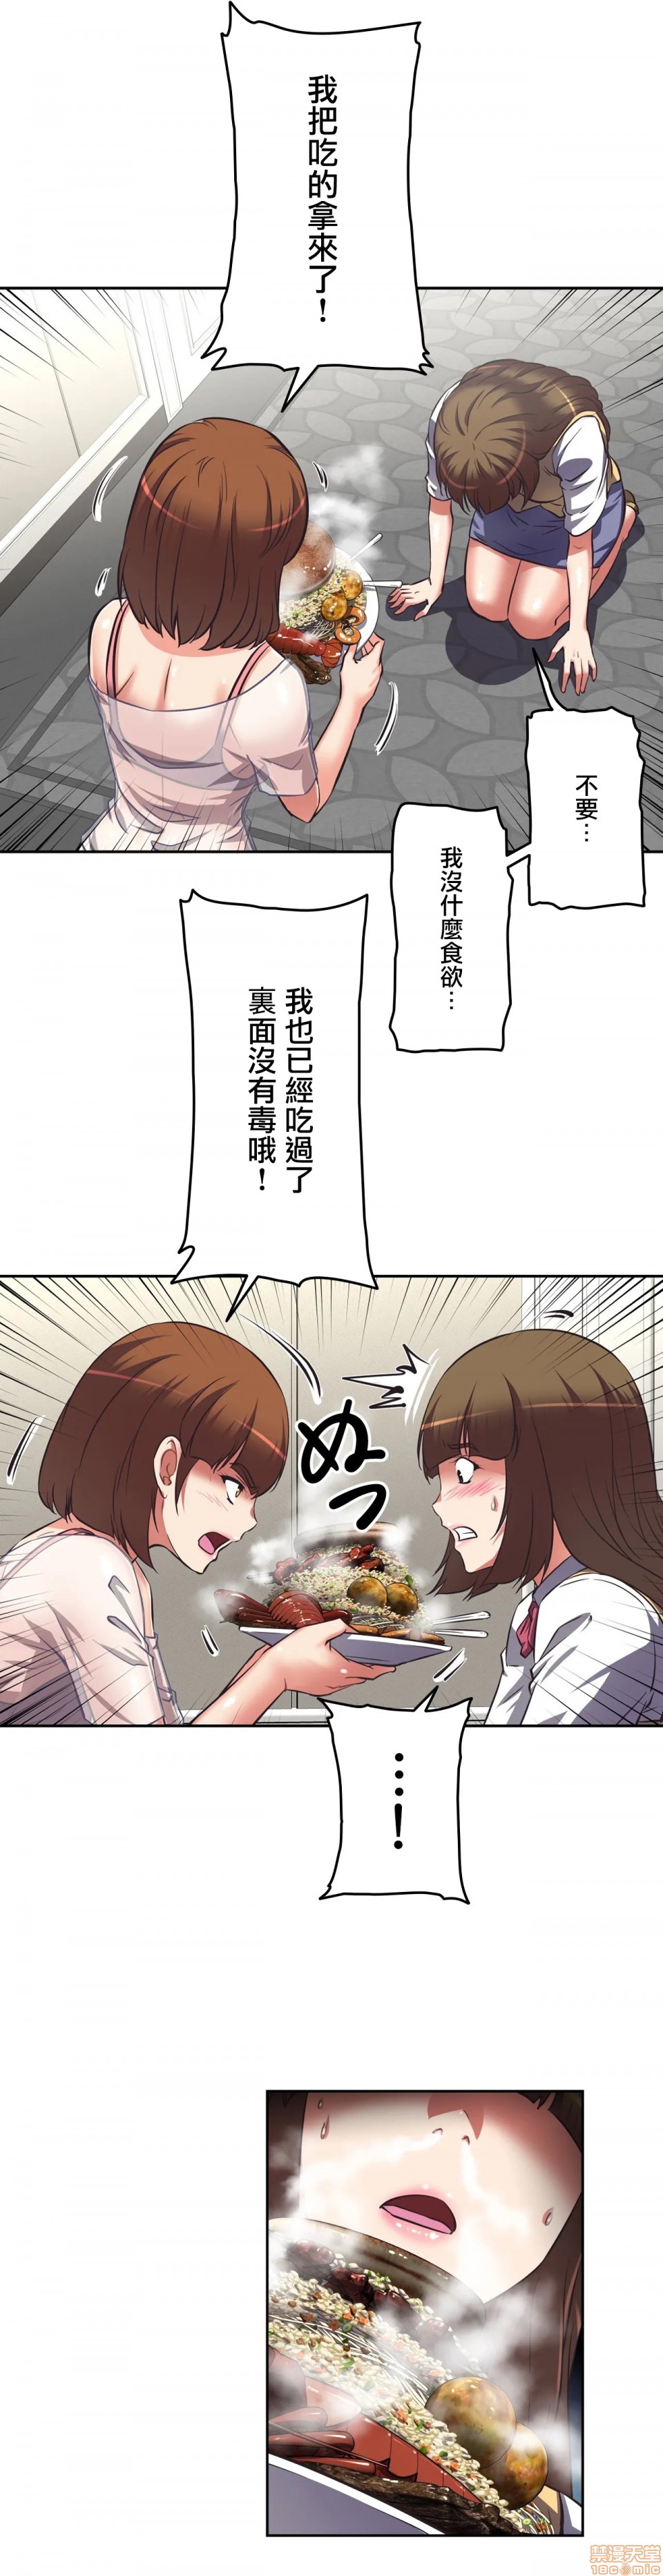 我把吃的拿來了！
不要…
我沒什麼食欲…
我也已經吃過了
裏面沒有毒哦！
ぬっ
…！
禁漫天堂
18comic